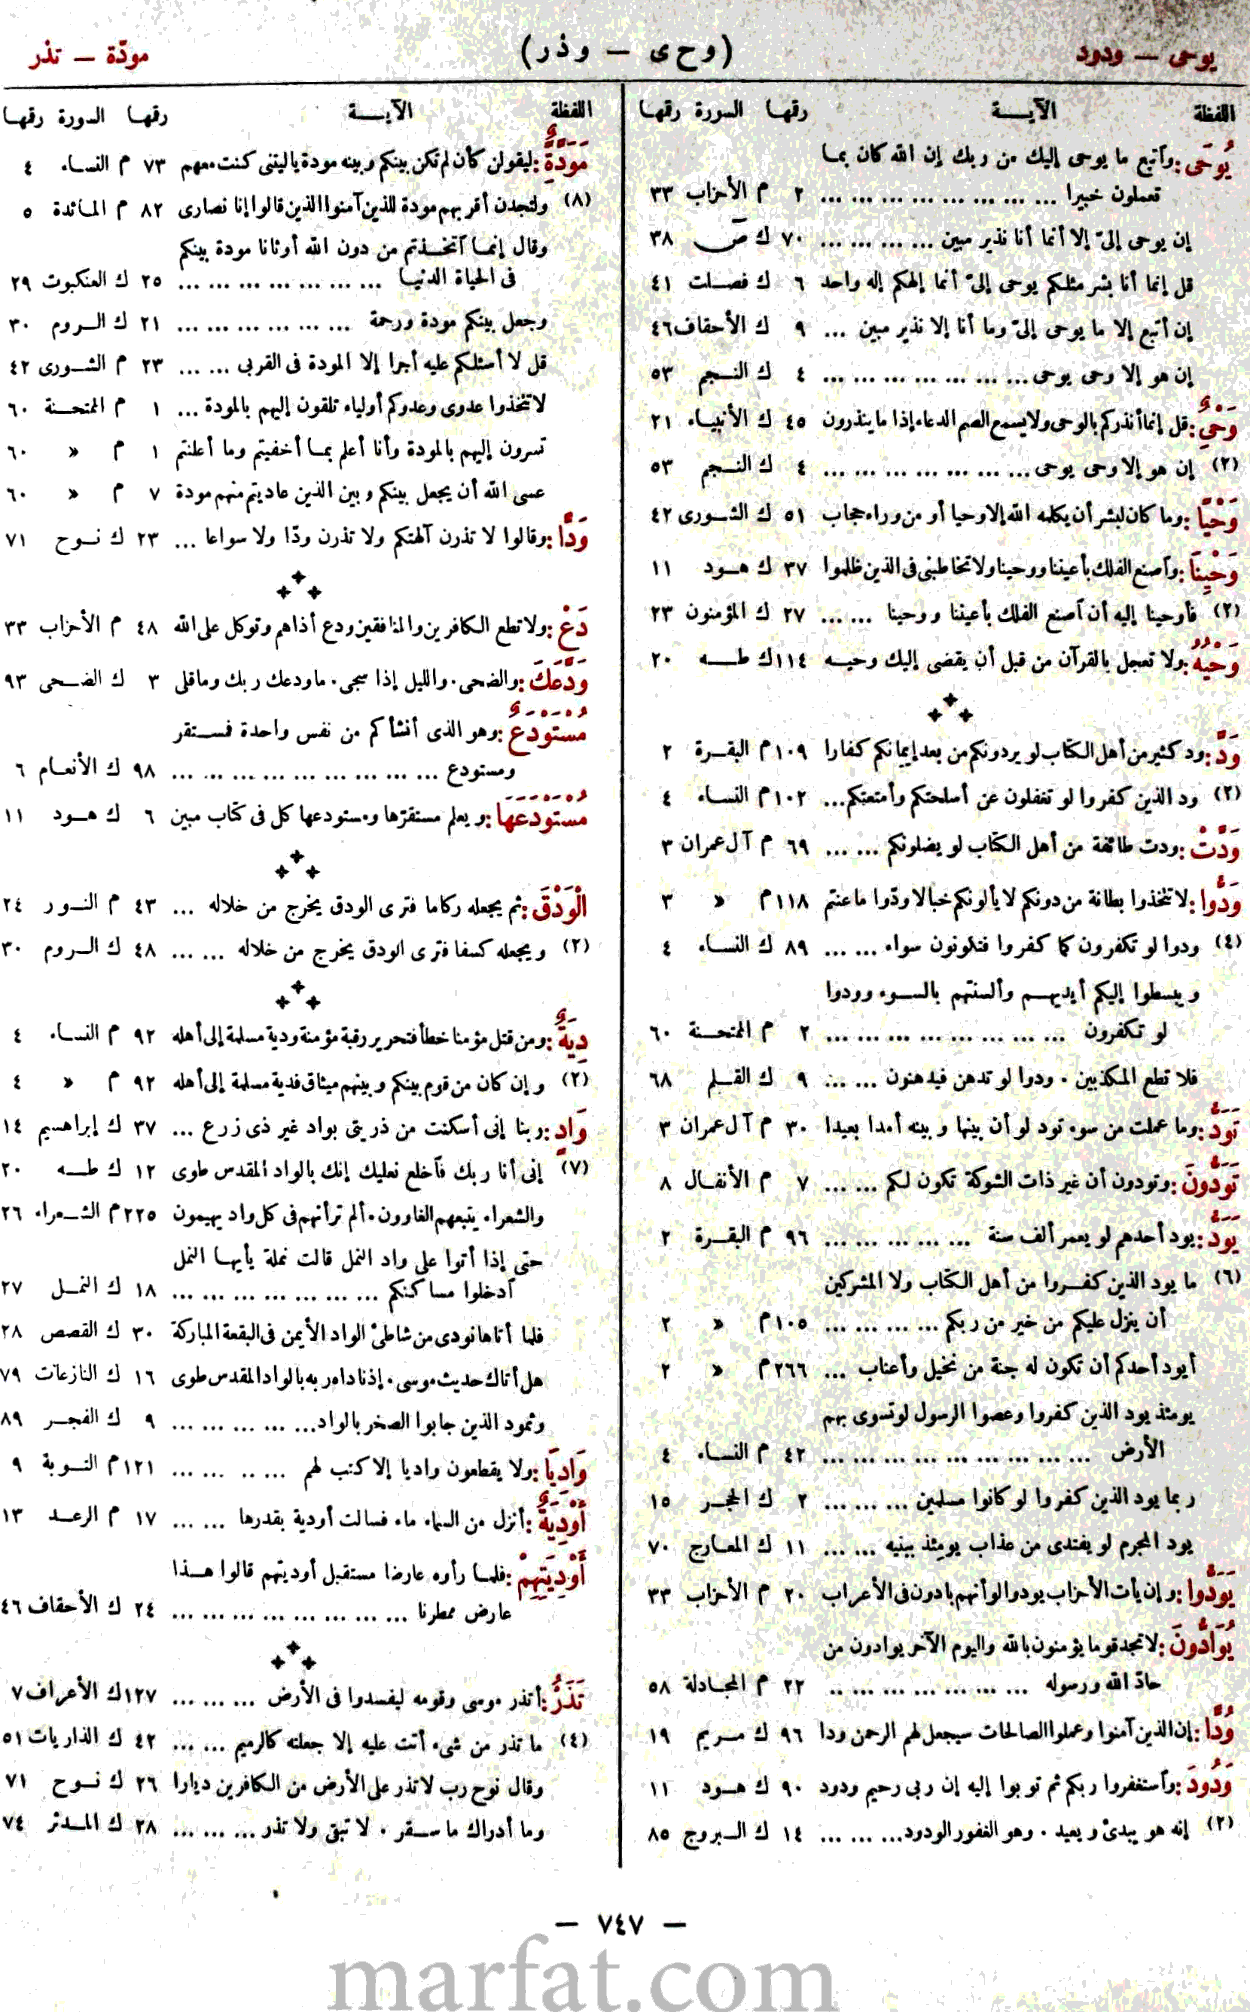 يوحى — ودود
(وحى — وذر)
مودّة — تذر
اللفظة الآيــــة رقمها السورة رقمها
يُوحَى: وٱتبع ما يوحى إليك من ربك إن الله كان بمـا
تعملون خبيرا ... ... ... ... ... ... ... ... ٢ م الأحزاب ٣٣
إن يوحى إلىّ إلا أنما أنا نذير مبين ... ... ... ... ٧٠ ك صٓ ٣٨
قل إنما أنا بشر مثلكم يوحى إلىّ أنما إلهكم إله واحد ٦ ك فصلت ٤١
إن أتبع إلا ما يوحى إلىّ وما أنا إلا نذير مبين ... ٩ ك الأحقاف ٤٦
إن هو إلا وحى يوحى ... ... ... ... ... ... ... ٤ ك النجم ٥٣
وَحْىٌ: قل إنما أنذركم بالوحى ولا يسمع الصم الدعاء إذا ما ينذرون ٤٥ ك الأنبياء ٢١
(٢) إن هو إلا وحى يوحى ... ... ... ... ... ... ... ٤ ك النجم ٥٣
وَحْيًا: وما كان لبشر أن يكلمه الله إلا وحيا أو من وراء حجاب ٥١ ك الشورى ٤٢
وَحْيِنَا: وٱصنع الفلك بأعيننا ووحينا ولا تخاطبنى فى الذين ظلموا ٣٧ ك هود ١١
(٢) فأوحينا إليه أن ٱصنع الفلك بأعيننا ووحينا ... ... ٢٧ ك المؤمنون ٢٣
وَحْيُهُ: ولا تعجل بالقرآن من قبل أن يقضى إليك وحيه ١١٤ ك طه ٢٠
وَدَّ: ود كثير من أهل الكتاب لو يردونكم من بعد إيمانكم كفارا ١٠٩ م البقرة ٢
(٢) ود الذين كفروا لو تغفلون عن أسلحتكم وأمتعتكم ... ١٠٢ م النساء ٤
وَدَّتْ: ودت طائفة من أهل الكتاب لو يضلونكم ... ... ٦٩ م آل عمران ٣
وَدُّوا: لا تتخذوا بطانة من دونكم لا يألونكم خبالا ودّوا ما عنتم ١١٨ م » ٣
(٤) ودوا لو تكفرون كما كفروا فتكونون سواء ... ... ٨٩ ك النساء ٤
ويبسطوا إليكم أيديهم وألسنتهم بالسوء وودوا
لو تكفرون ... ... ... ... ... ... ... ... ٢ م الممتحنة ٦٠
فلا تطع المكذبين . ودوا لو تدهن فيدهنون ... ... ٩ ك القلم ٦٨
تَوَدُّ: وما عملت من سوء تود لو أن بينها وبينه أمدا بعيدا ٣٠ م آل عمران ٣
تَوَدُّونَ: وتودون أن غير ذات الشوكة تكون لكم ... ... ٧ م الأنفال ٨
يَوَدُّ: يود أحدهم لو يعمر ألف سنة ... ... ... ... ... ٩٦ م البقرة ٢
(٦) ما يود الذين كفروا من أهل الكتاب ولا المشركين
أن ينزل عليكم من خير من ربكم ... ... ... ... ١٠٥ م » ٢
أيود أحدكم أن تكون له جنة من نخيل وأعناب ... ٢٦٦ م » ٢
يومئذ يود الذين كفروا وعصوا الرسول لو تسوى بهم
الأرض ... ... ... ... ... ... ... ... ... ٤٢ م النساء ٤
ربما يود الذين كفروا لو كانوا مسلمين ... ... ... ٢ ك الحجر ١٥
يود المجرم لو يفتدى من عذاب يومئذ ببنيه ... ... ١١ ك المعارج ٧٠
يَوَدُّوا: وإن يأت الأحزاب يودوا لو أنهم بادون فى الأعراب ٢٠ م الأحزاب ٣٣
يُوَادُّونَ: لا تجد قوما يؤمنون بالله واليوم الآخر يوادون من
حادّ الله ورسوله ... ... ... ... ... ... ... ٢٢ م المجادلة ٥٨
وُدًّا: إن الذين آمنوا وعملوا الصالحات سيجعل لهم الرحمن ودا ٩٦ ك مريم ١٩
وَدُودَ: وٱستغفروا ربكم ثم توبوا إليه إن ربى رحيم ودود ٩٠ ك هود ١١
(٢) إنه هو يبدئ ويعيد . وهو الغفور الودود ... ... ... ١٤ ك البروج ٨٥
اللفظة الآيــــة رقمها السورة رقمها
مَوَدَّةٌ: ليقولن كأن لم تكن بينكم وبينه مودة ياليتنى كنت معهم ٧٣ م النساء ٤
(٨) ولتجدن أقربهم مودة للذين آمنوا الذين قالوا إنا نصارى ٨٢ م المائدة ٥
وقال إنما ٱتخذتم من دون الله أوثانا مودة بينكم
فى الحياة الدنيا ... ... ... ... ... ... ... ٢٥ ك العنكبوت ٢٩
وجعل بينكم مودة ورحمة ... ... ... ... ... ... ٢١ ك الروم ٣٠
قل لا أسئلكم عليه أجرا إلا المودة فى القربى ... ... ٢٣ م الشورى ٤٢
لا تتخذوا عدوى وعدوكم أولياء تلقون إليهم بالمودة ... ١ م الممتحنة ٦٠
تسرون إليهم بالمودة وأنا أعلم بما أخفيتم وما أعلنتم ١ م » ٦٠
عسى الله أن يجعل بينكم وبين الذين عاديتم منهم مودة ٧ م » ٦٠
وَدًّا: وقالوا لا تذرن آلهتكم ولا تذرن ودّا ولا سواعا ... ٢٣ ك نوح ٧١
دَعْ: ولا تطع الكافرين والمنافقين ودع أذاهم وتوكل على الله ٤٨ م الأحزاب ٣٣
وَدَّعَكَ: والضحى . والليل إذا سجى . ما ودعك ربك وما قلى ٣ ك الضحى ٩٣
مُسْتَوْدَعٌ: وهو الذى أنشأكم من نفس واحدة فمستقر
ومستودع ... ... ... ... ... ... ... ... ... ٩٨ ك الأنعام ٦
مُسْتَوْدَعَهَا: ويعلم مستقرّها ومستودعها كل فى كتاب مبين ٦ ك هود ١١
الْوَدْقَ: ثم يجعله ركاما فترى الودق يخرج من خلاله ... ٤٣ م النور ٢٤
(٢) ويجعله كسفا فترى الودق يخرج من خلاله ... ... ٤٨ ك الروم ٣٠
دِيَةٌ: ومن قتل مؤمنا خطأ فتحرير رقبة مؤمنة ودية مسلمة إلى أهله ٩٢ م النساء ٤
(٢) وإن كان من قوم بينكم وبينهم ميثاق فدية مسلمة إلى أهله ٩٢ م » ٤
وَادٍ: ربنا إنى أسكنت من ذريتى بواد غير ذى زرع ... ٣٧ ك إبراهيم ١٤
(٧) إنى أنا ربك فٱخلع نعليك إنك بالواد المقدس طوى ١٢ ك طه ٢٠
والشعراء يتبعهم الغاوون . ألم تر أنهم فى كل واد يهيمون ٢٢٥ م الشعراء ٢٦
حتى إذا أتوا على واد النمل قالت نملة يأيها النمل
ٱدخلوا مساكنكم ... ... ... ... ... ... ... ١٨ ك النمل ٢٧
فلما أتاها نودى من شاطئ الواد الأيمن فى البقعة المباركة ٣٠ ك القصص ٢٨
هل أتاك حديث موسى . إذ ناداه ربه بالواد المقدس طوى ١٦ ك النازعات ٧٩
وثمود الذين جابوا الصخر بالواد ... ... ... ... ... ٩ ك الفجر ٨٩
وَادِيًا: ولا يقطعون واديا إلا كتب لهم ... .. ... ... ١٢١ م التوبة ٩
أَوْدِيَةٌ: أنزل من السماء ماء فسالت أودية بقدرها ... ... ١٧ م الرعد ١٣
أَوْدِيَتِهِمْ: فلما رأوه عارضا مستقبل أوديتهم قالوا هذا
عارض ممطرنا ... ... ... ... ... ... ... ... ٢٤ ك الأحقاف ٤٦
تَذَرُ: أتذر موسى وقومه ليفسدوا فى الأرض ... ... ... ١٢٧ ك الأعراف ٧
(٤) ما تذر من شىء أتت عليه إلا جعلته كالرميم ... ... ٤٢ ك الذاريات ٥١
وقال نوح رب لا تذر على الأرض من الكافرين ديارا ٢٦ ك نوح ٧١
وما أدراك ما سقر . لا تبقى ولا تذر ... ... ... ٢٨ ك المدثر ٧٤
— ٧٤٧ —
marfat.com